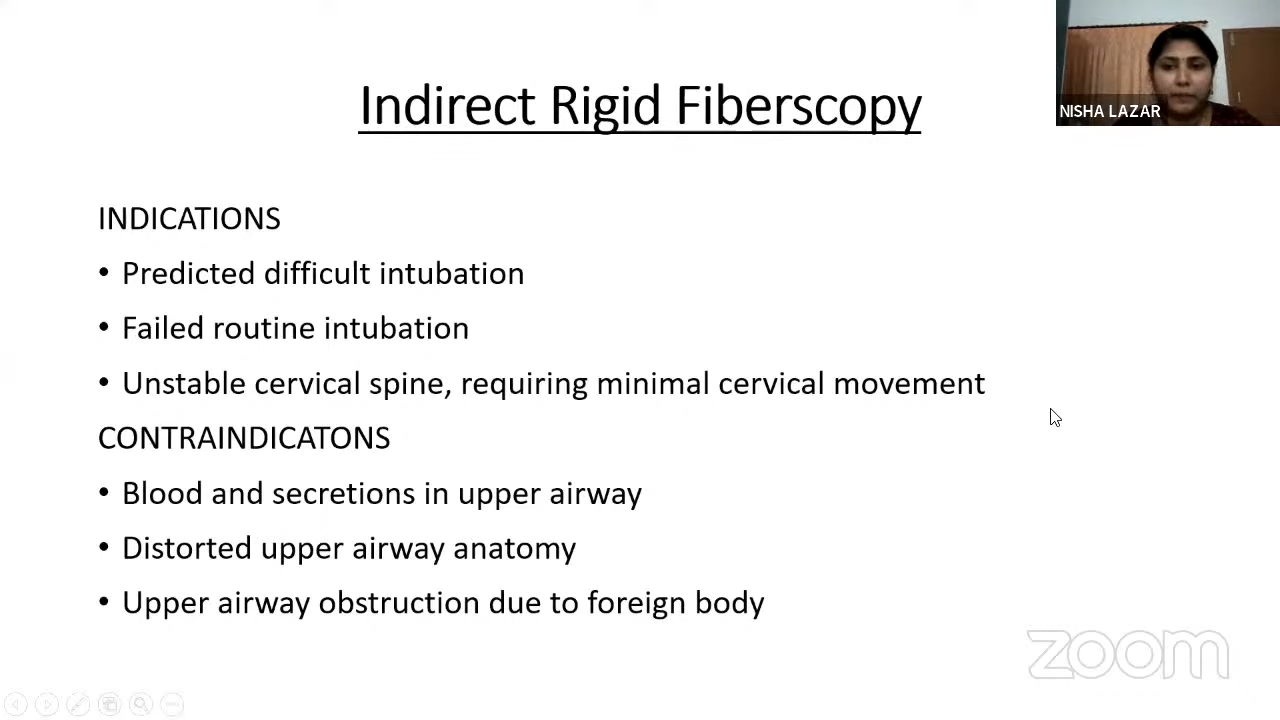 Indirect Rigid Fiberscopy
NISHA LAZAR
INDICATIONS
• Predicted difficult intubation
• Failed routine intubation
• Unstable cervical spine, requiring minimal cervical movement
CONTRAINDICATONS
• Blood and secretions in upper airway
• Distorted upper airway anatomy
• Upper airway obstruction due to foreign body
zoom